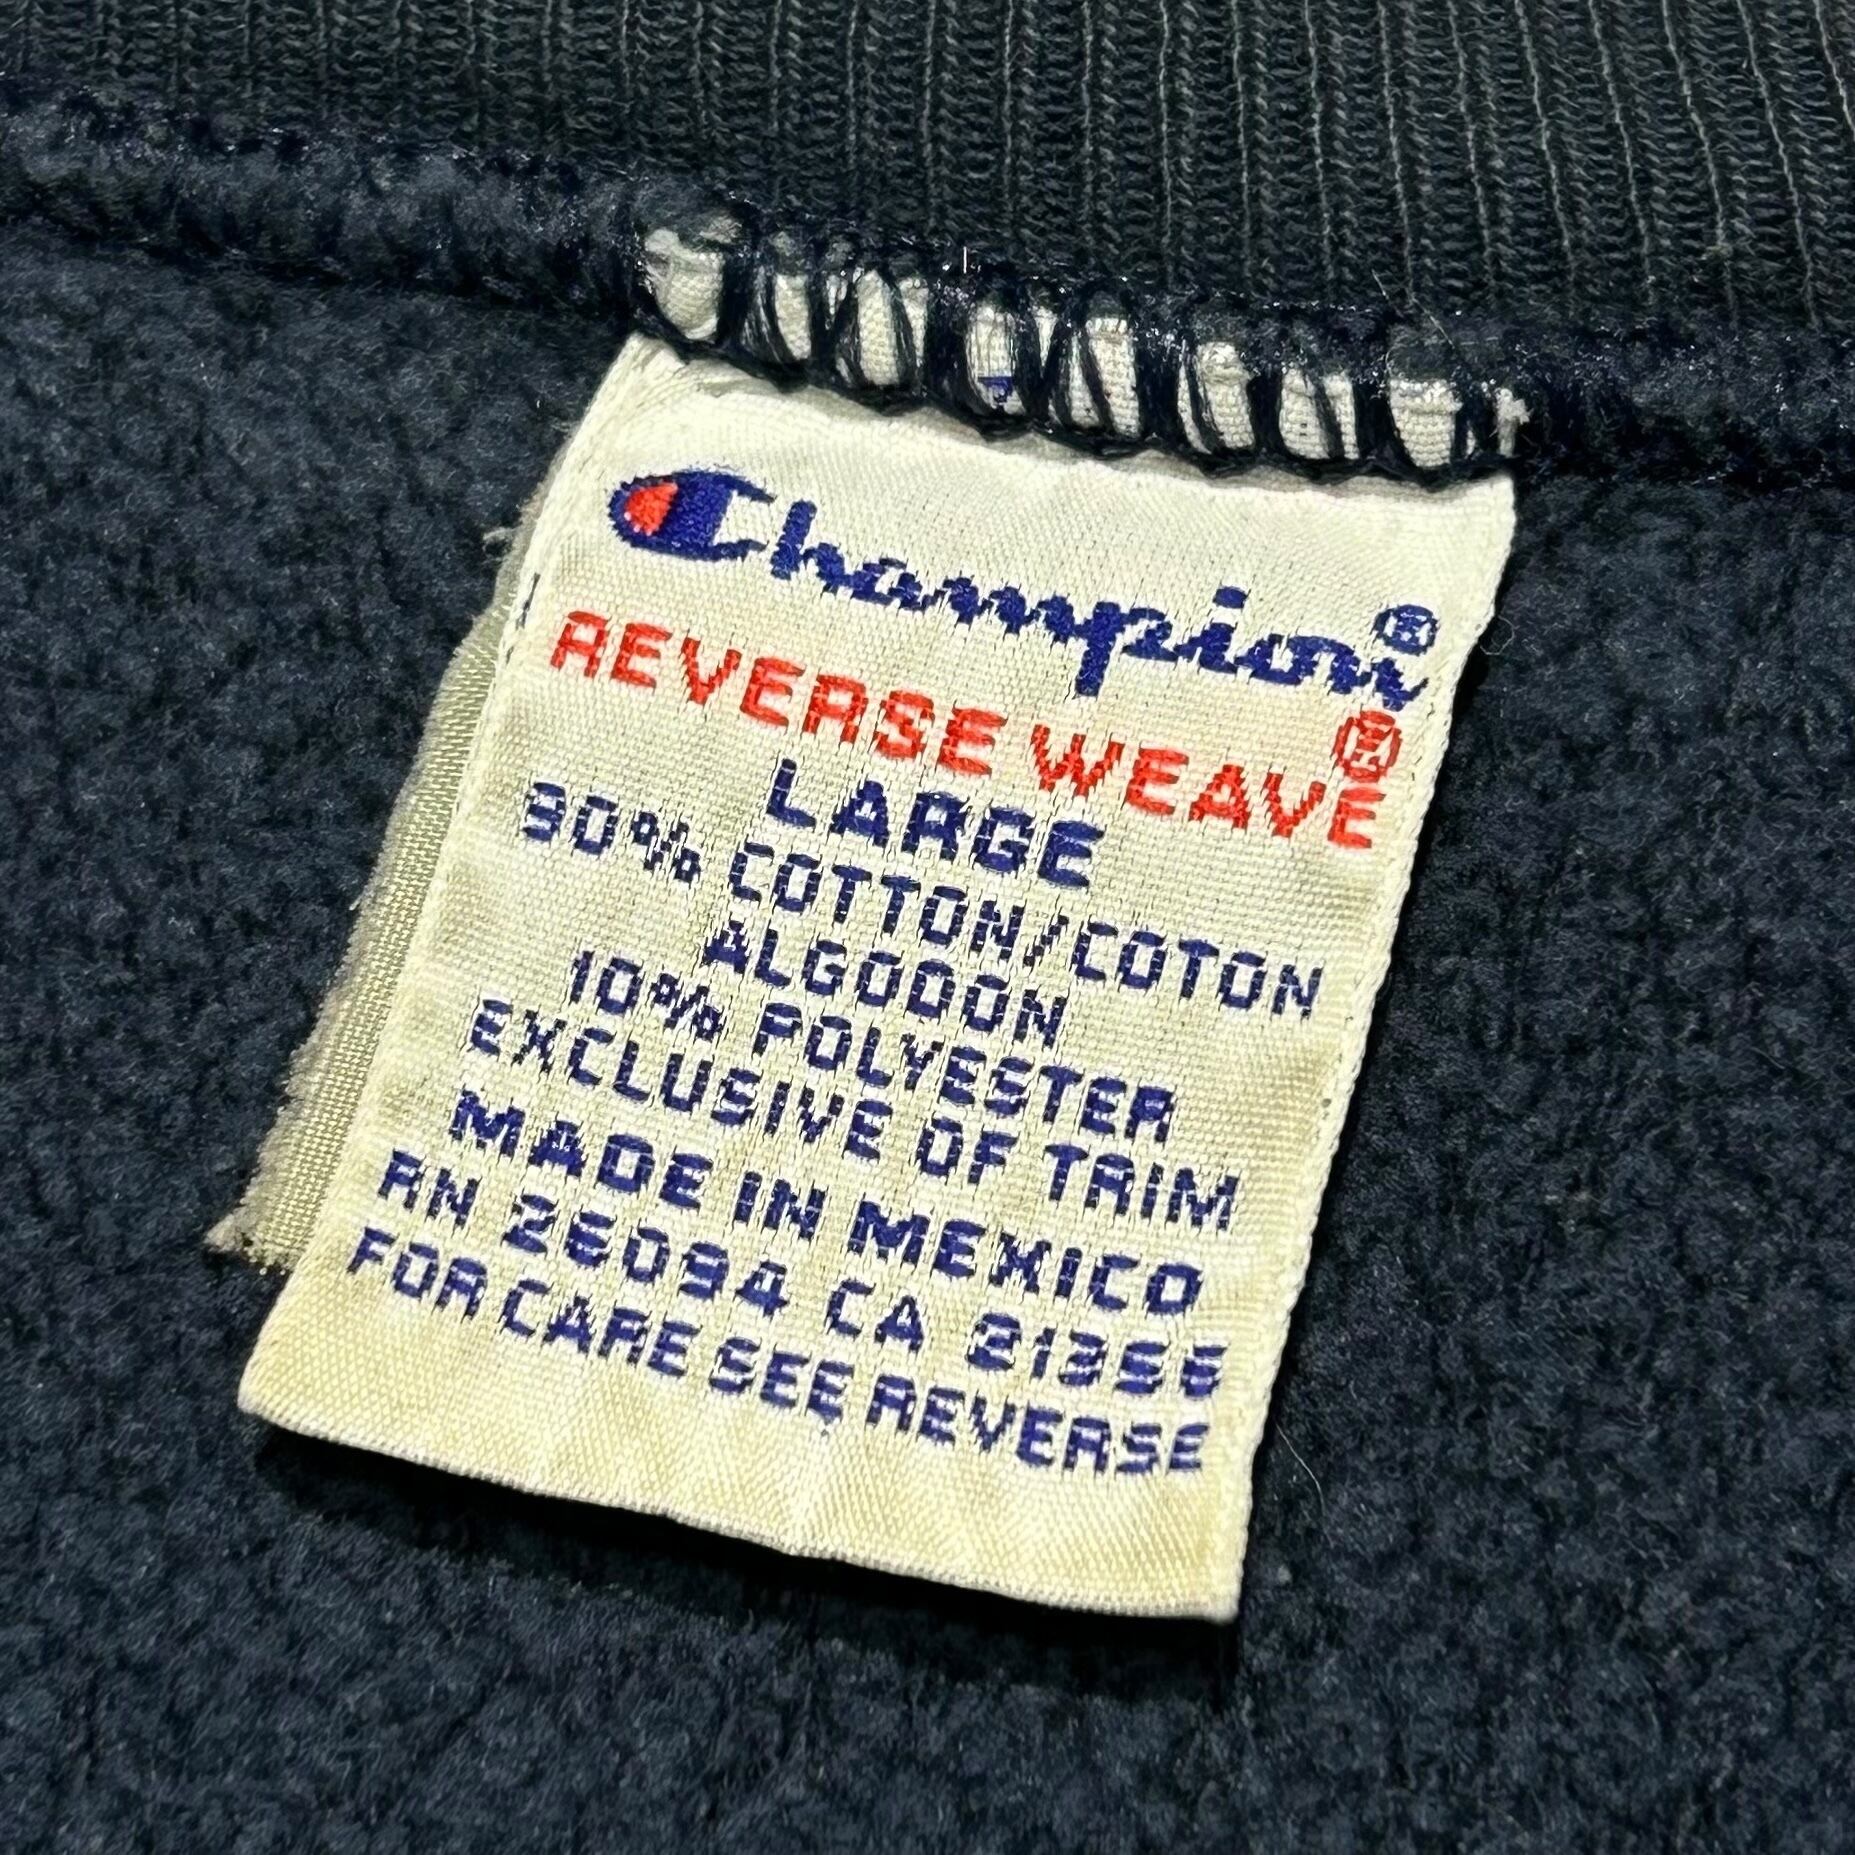 Champion®
REVERSE WEAVE®
LARGE
90% COTTON/COTON
ALGODON
10% POLYESTER
EXCLUSIVE OF TRIM
MADE IN MEXICO
RN 26094 CA 21356
FOR CARE SEE REVERSE